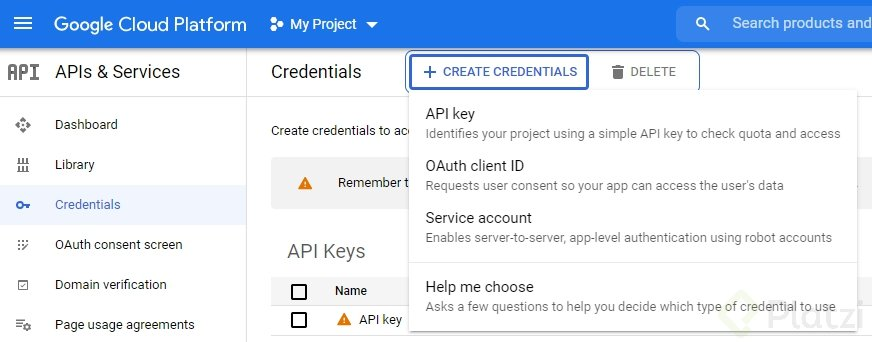 Google Cloud Platform My Project Search products and
API APIs & Services Credentials + CREATE CREDENTIALS DELETE
Dashboard
Library
Credentials
OAuth consent screen
Domain verification
Page usage agreements
Create credentials to acc
Remember t
API Keys
Name
API key
API key
Identifies your project using a simple API key to check quota and access
OAuth client ID
Requests user consent so your app can access the user's data
Service account
Enables server-to-server, app-level authentication using robot accounts
Help me choose
Asks a few questions to help you decide which type of credential to use
Platzi